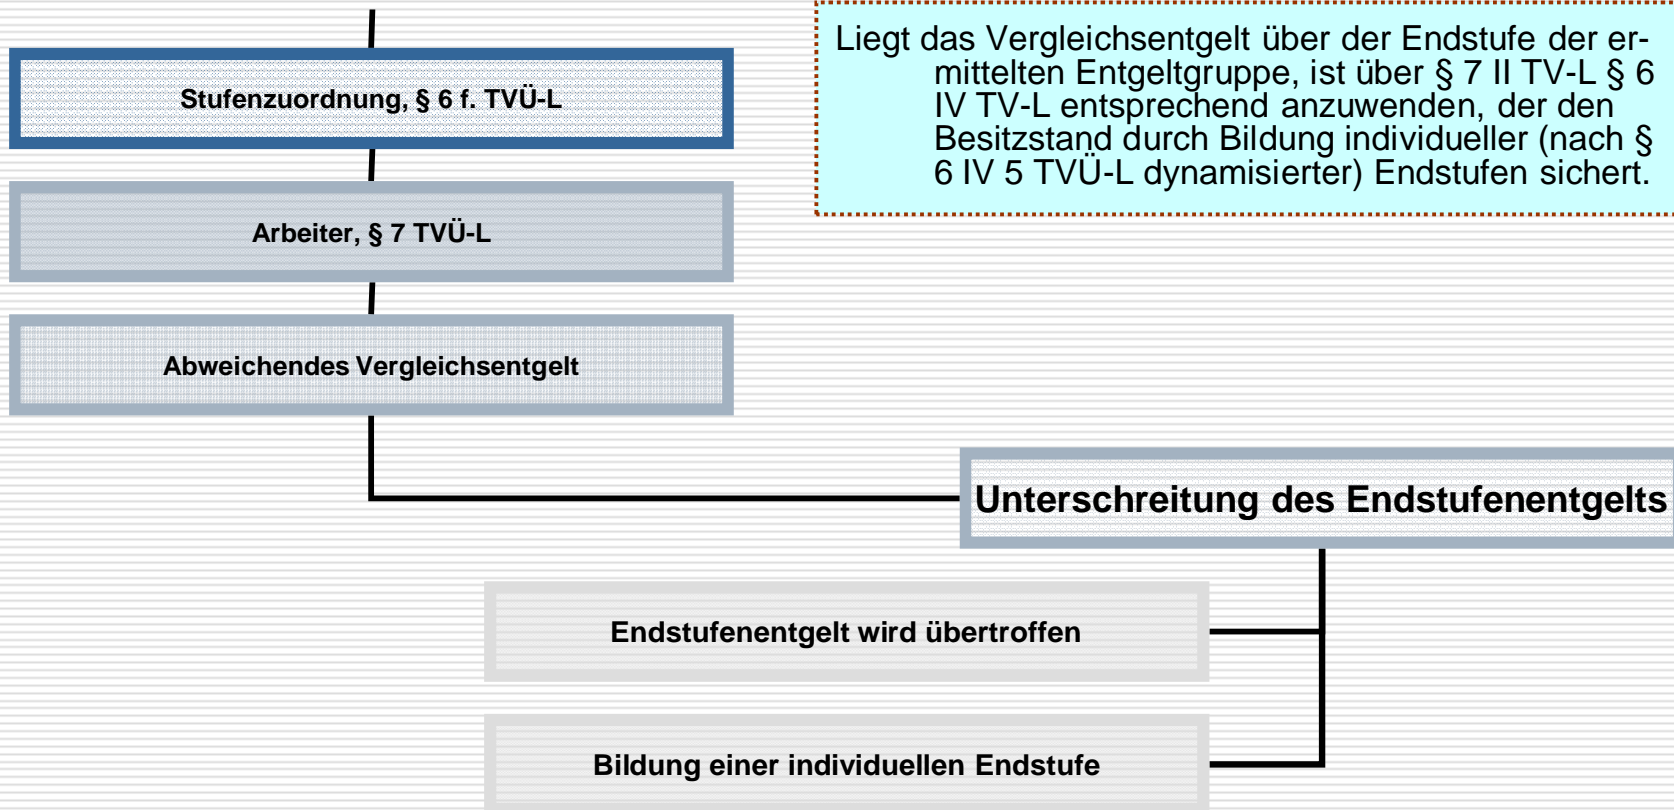 Stufenzuordnung, § 6 f. TVÜ-L
Liegt das Vergleichsentgelt über der Endstufe der er-
mittelten Entgeltgruppe, ist über § 7 II TV-L § 6
IV TV-L entsprechend anzuwenden, der den
Besitzstand durch Bildung individueller (nach §
6 IV 5 TVÜ-L dynamisierter) Endstufen sichert.
Arbeiter, § 7 TVÜ-L
Abweichendes Vergleichsentgelt
Unterschreitung des Endstufenentgelts
Endstufenentgelt wird übertroffen
Bildung einer individuellen Endstufe